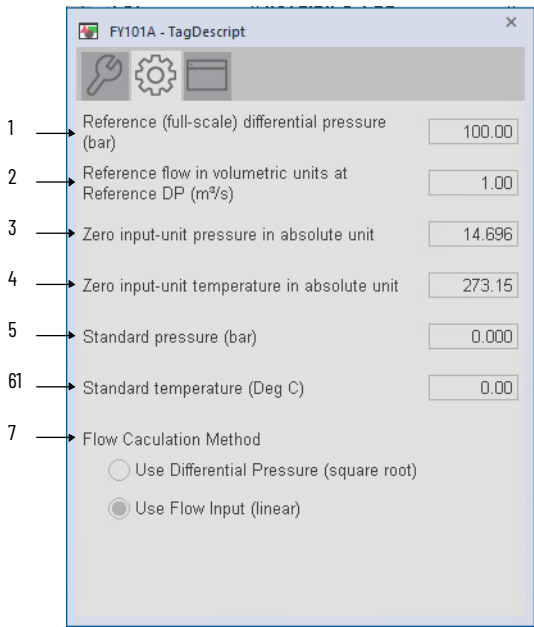 FY101A - TagDescript
×
1
Reference (full-scale) differential pressure
(bar)
100.00
2
Reference flow in volumetric units at
Reference DP (m³/s)
1.00
3
Zero input-unit pressure in absolute unit
14.696
4
Zero input-unit temperature in absolute unit
273.15
5
Standard pressure (bar)
0.000
61
Standard temperature (Deg C)
0.00
7
Flow Caculation Method
Use Differential Pressure (square root)
Use Flow Input (linear)